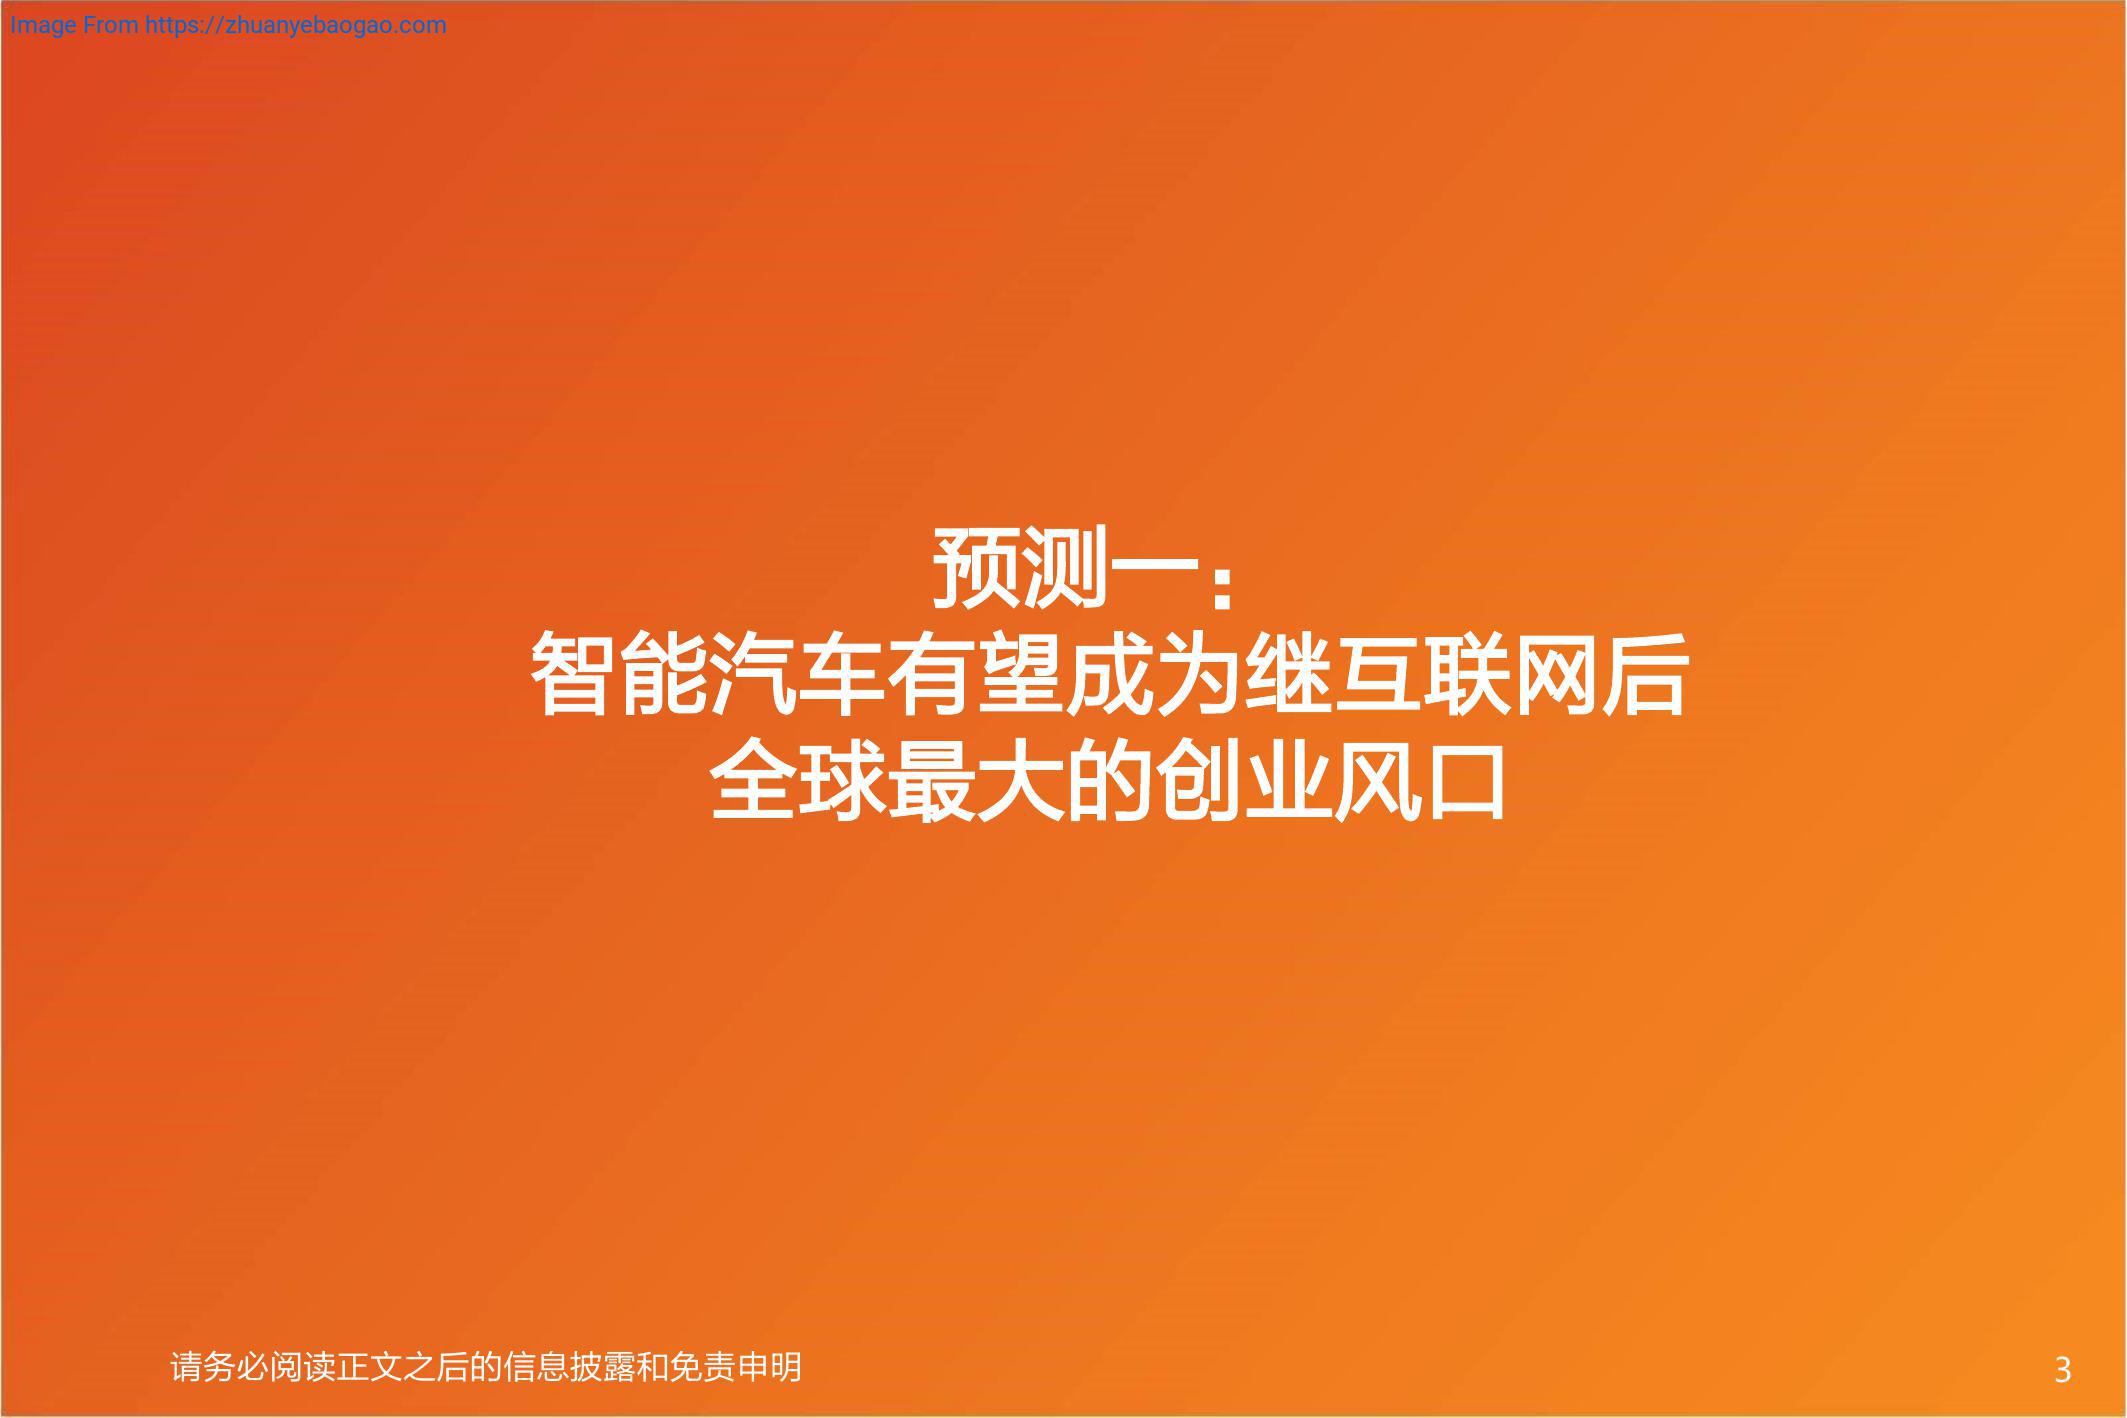 Image From https://zhuanyebaogao.com
预测一：
智能汽车有望成为继互联网后
全球最大的创业风口
请务必阅读正文之后的信息披露和免责申明
3